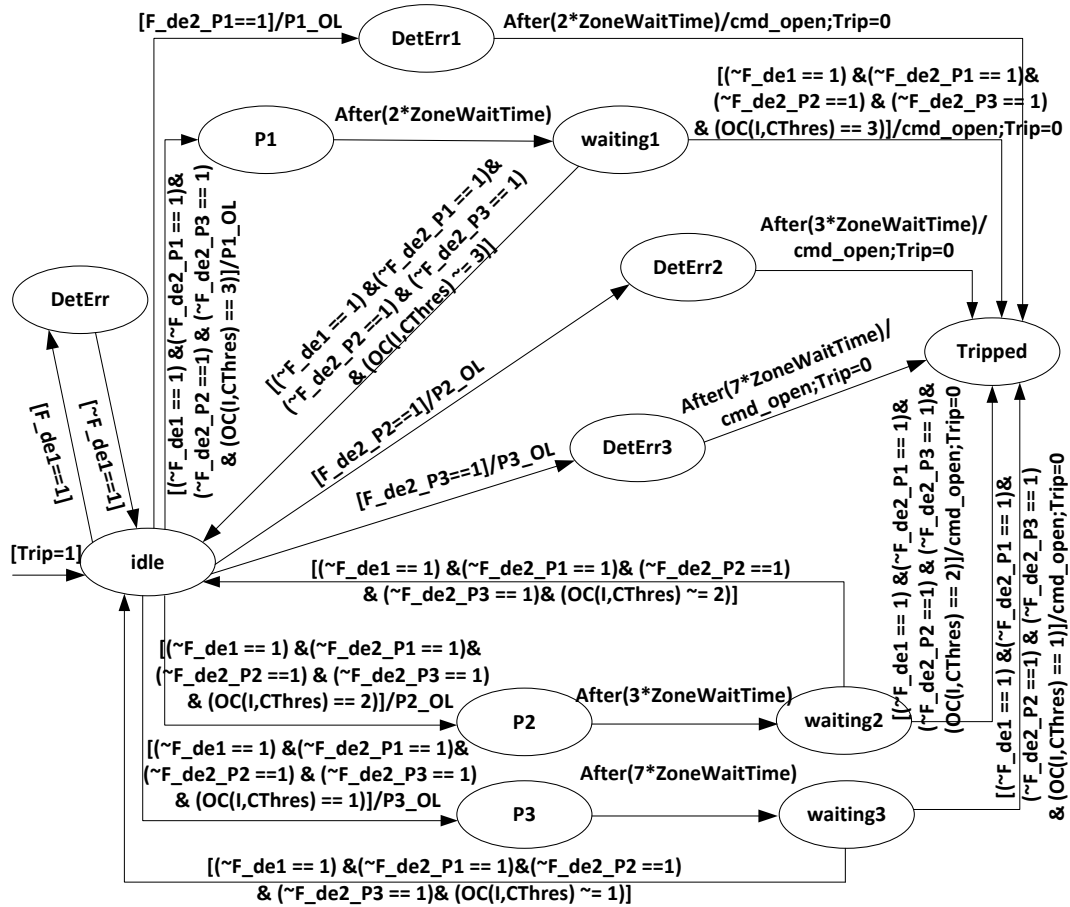 [F_de2_P1==1]/P1_OL
After(2*ZoneWaitTime)/cmd_open;Trip=0
DetErr1
[(~F_de1 == 1) &(~F_de2_P1 == 1)&
(~F_de2_P2 ==1) & (~F_de2_P3 == 1)
& (OC(I,CThres) == 3)]/cmd_open;Trip=0
After(2*ZoneWaitTime)
P1
waiting1
[(~F_de1 == 1) &(~F_de2_P1 == 1)&
(~F_de2_P2 ==1) & (~F_de2_P3 == 1)
& (OC(I,CThres) == 3)]/P1_OL
[(~F_de1 == 1) &(~F_de2_P1 == 1)&
(~F_de2_P2 ==1) & (~F_de2_P3 == 1)
& (OC(I,CThres) ~= 3)]
After(3*ZoneWaitTime)/
cmd_open;Trip=0
DetErr2
DetErr
[F_de1==1]
[~F_de1==1]
[F_de2_P2==1]/P2_OL
After(7*ZoneWaitTime)/
cmd_open;Trip=0
Tripped
DetErr3
[F_de2_P3==1]/P3_OL
[Trip=1]
idle
[(~F_de1 == 1) &(~F_de2_P1 == 1)& (~F_de2_P2 ==1)
& (~F_de2_P3 == 1)& (OC(I,CThres) ~= 2)]
[(~F_de1 == 1) &(~F_de2_P1 == 1)&
(~F_de2_P2 ==1) & (~F_de2_P3 == 1)&
(OC(I,CThres) == 2)]/cmd_open;Trip=0
[(~F_de1 == 1) &(~F_de2_P1 == 1)&
(~F_de2_P2 ==1) & (~F_de2_P3 == 1)
& (OC(I,CThres) == 1)]/cmd_open;Trip=0
[(~F_de1 == 1) &(~F_de2_P1 == 1)&
(~F_de2_P2 ==1) & (~F_de2_P3 == 1)
& (OC(I,CThres) == 2)]/P2_OL
P2
After(3*ZoneWaitTime)
waiting2
[(~F_de1 == 1) &(~F_de2_P1 == 1)&
(~F_de2_P2 ==1) & (~F_de2_P3 == 1)
& (OC(I,CThres) == 1)]/P3_OL
After(7*ZoneWaitTime)
P3
waiting3
[(~F_de1 == 1) &(~F_de2_P1 == 1)&(~F_de2_P2 ==1)
& (~F_de2_P3 == 1)& (OC(I,CThres) ~= 1)]